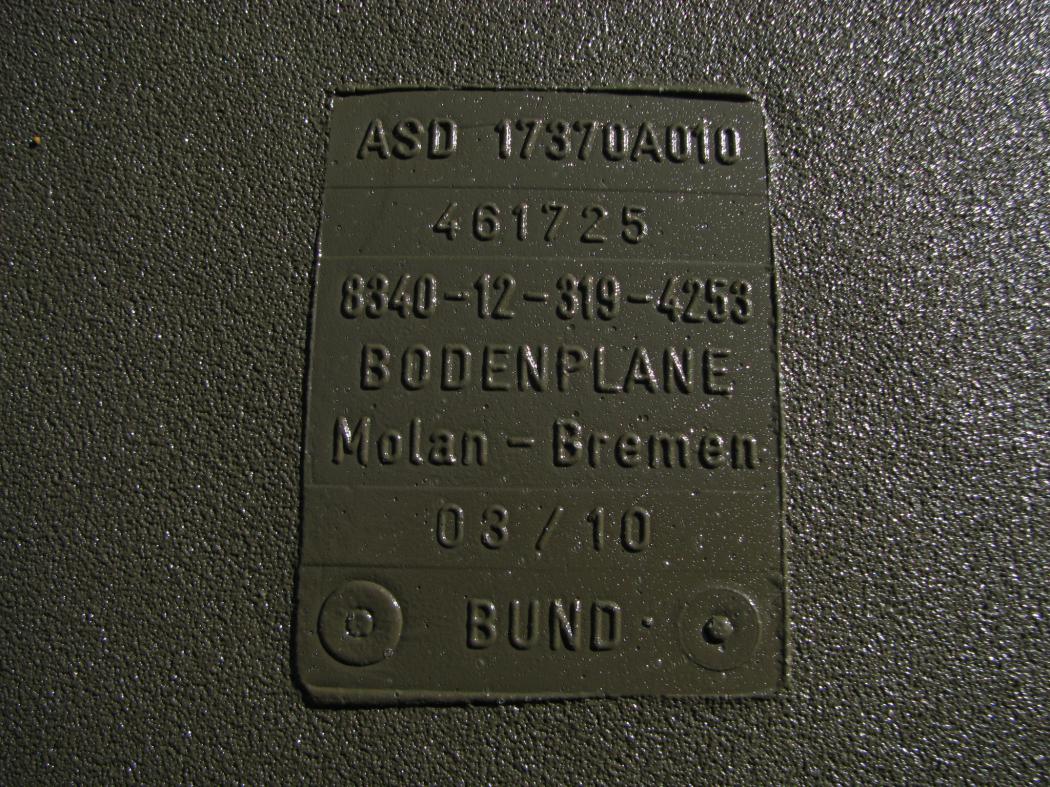 ASD 17370A010
461725
8340-12-319-4253
BODENPLANE
Molan - Bremen
03/10
BUND